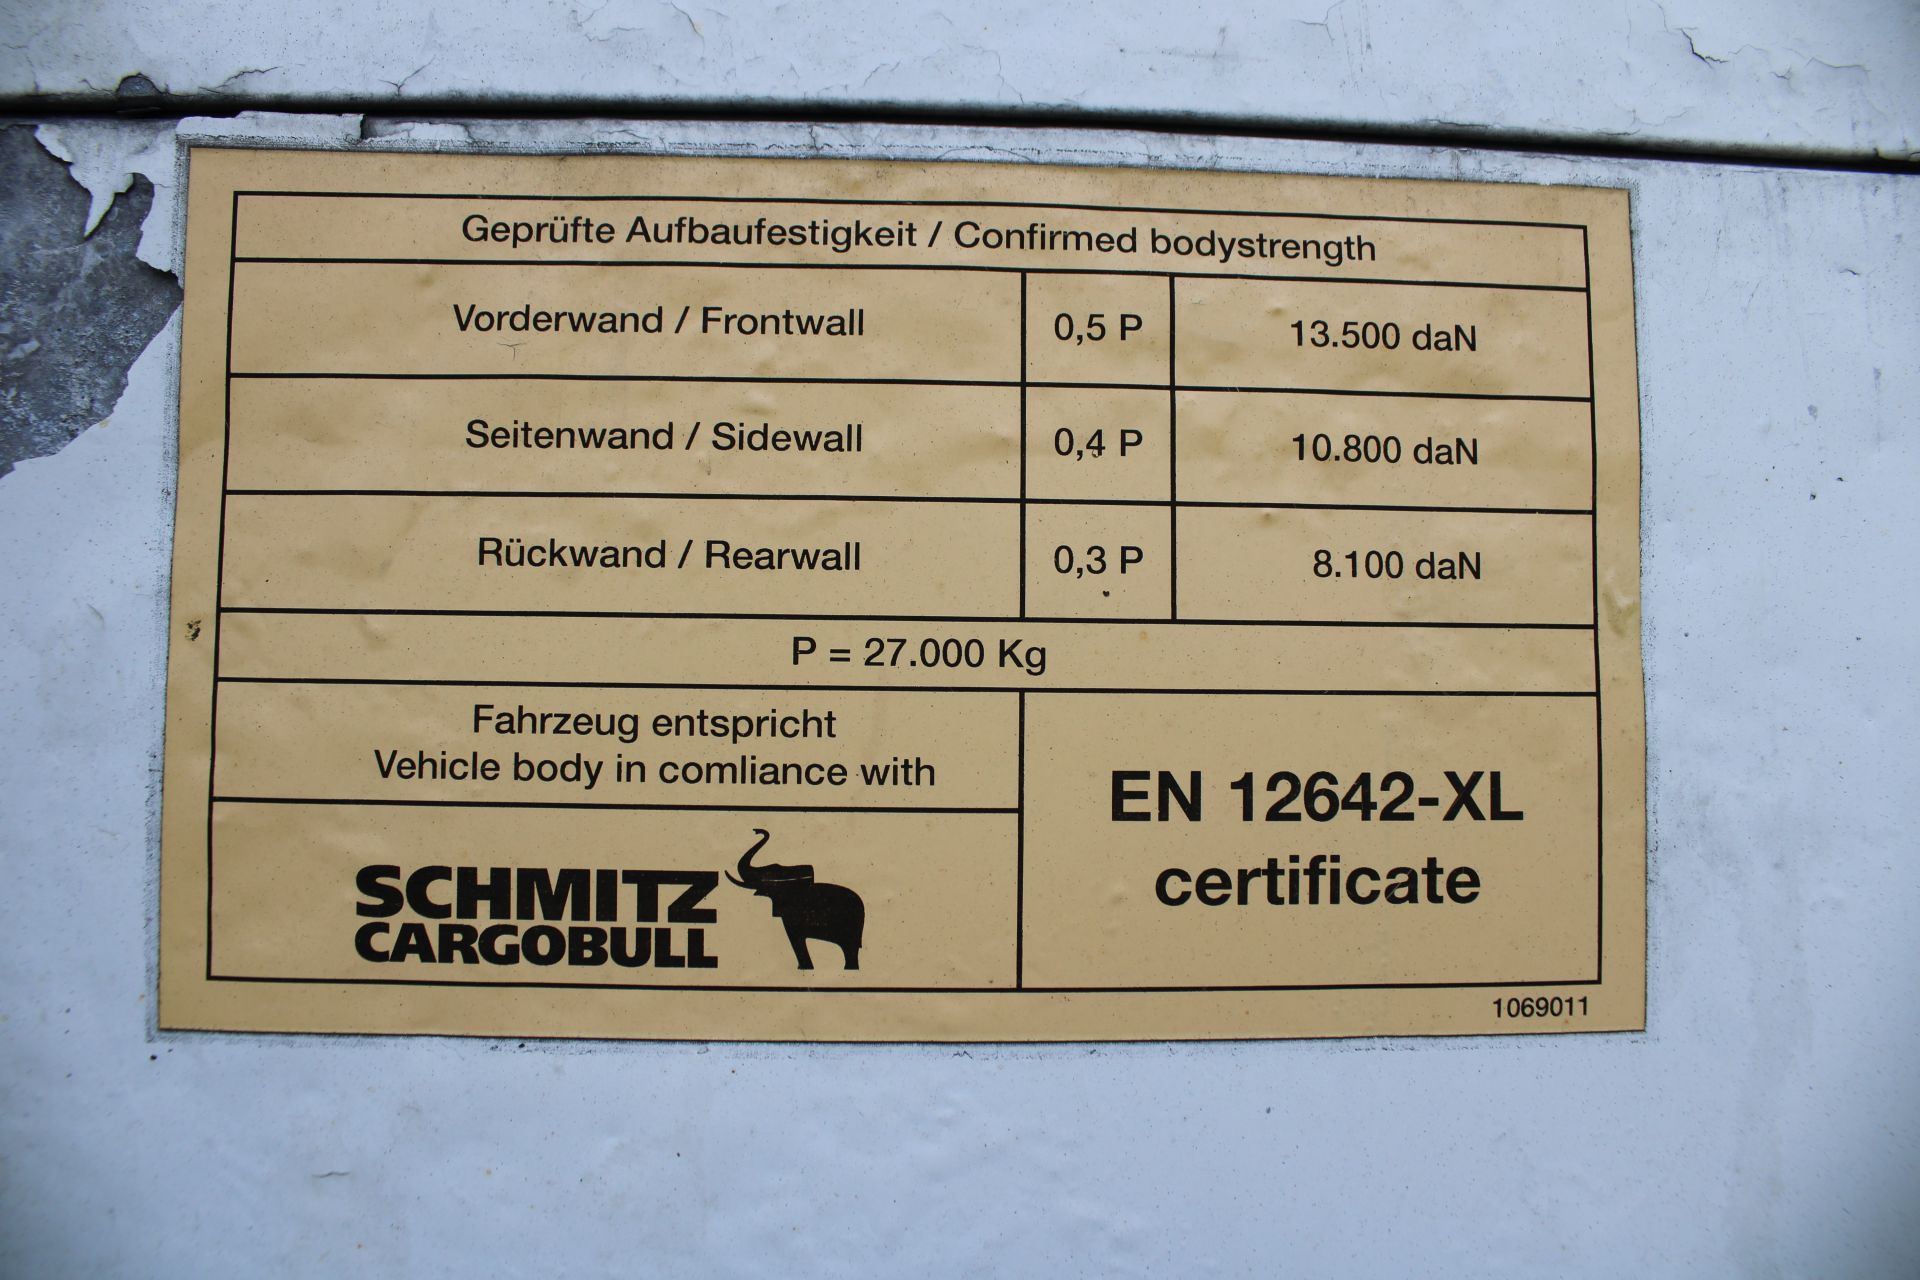 Geprüfte Aufbaufestigkeit / Confirmed bodystrength
Vorderwand / Frontwall 0,5 P 13.500 daN
Seitenwand / Sidewall 0,4 P 10.800 daN
Rückwand / Rearwall 0,3 P 8.100 daN
P = 27.000 Kg
Fahrzeug entspricht
Vehicle body in comliance with
EN 12642-XL
certificate
SCHMITZ
CARGOBULL
1069011